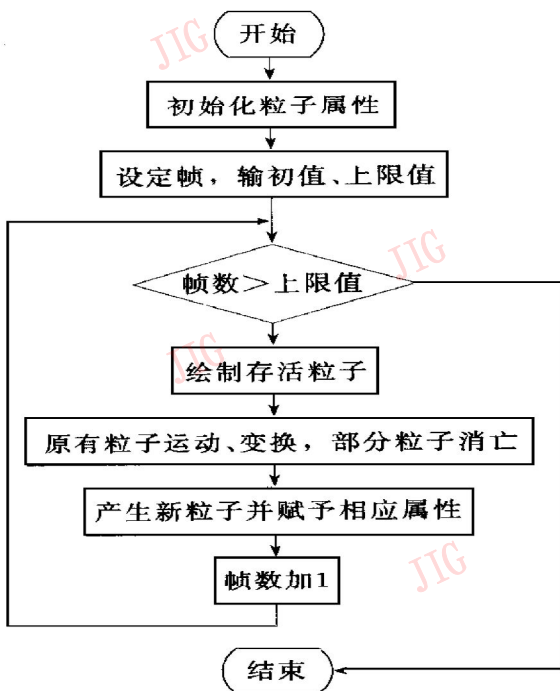 JIG
开始
初始化粒子属性
设定帧，输初值、上限值
JIG
帧数＞上限值
JIG
绘制存活粒子
原有粒子运动、变换，部分粒子消亡
产生新粒子并赋予相应属性
JIG
帧数加1
结束